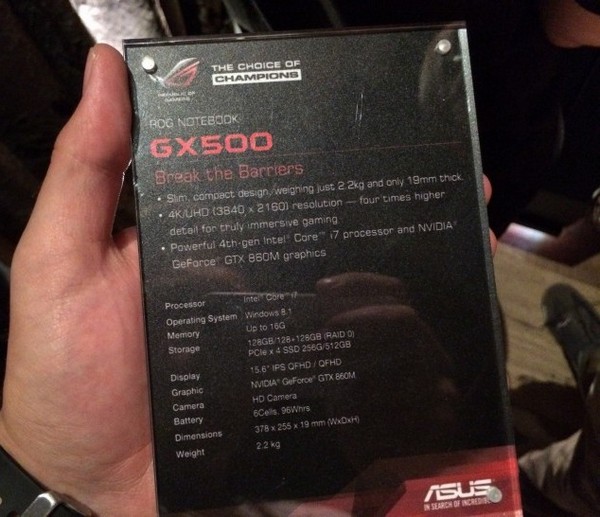 REPUBLIC OF
GAMERS
THE CHOICE OF
CHAMPIONS
ROG NOTEBOOK
GX500
Break the Barriers
• Slim, compact design, weighing just 2.2kg and only 19mm thick
• 4K/UHD (3840 x 2160) resolution — four times higher
detail for truly immersive gaming
• Powerful 4th-gen Intel® Core™ i7 processor and NVIDIA®
GeForce® GTX 860M graphics
Processor Intel® Core™ i7
Operating System Windows 8.1
Memory Up to 16G
Storage 128GB/128+128GB (RAID 0)
PCIe x 4 SSD 256G/512GB
Display 15.6" IPS QFHD / QFHD
Graphic NVIDIA® GeForce® GTX 860M
Camera HD Camera
Battery 6Cells, 96Whrs
Dimensions 378 x 255 x 19 mm (WxDxH)
Weight 2.2 kg
ASUS
IN SEARCH OF INCREDIBLE